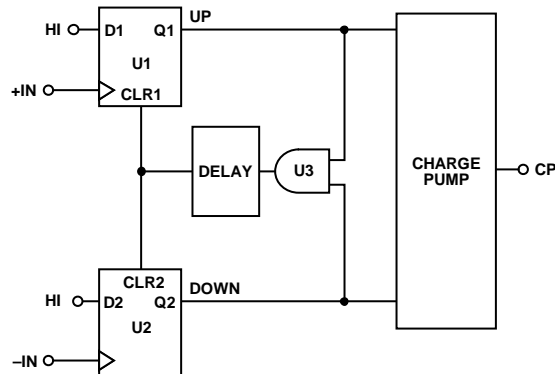 UP
HI
D1
Q1
U1
+IN
CLR1
DELAY
U3
CHARGE
PUMP
CP
CLR2
DOWN
HI
D2
Q2
U2
–IN